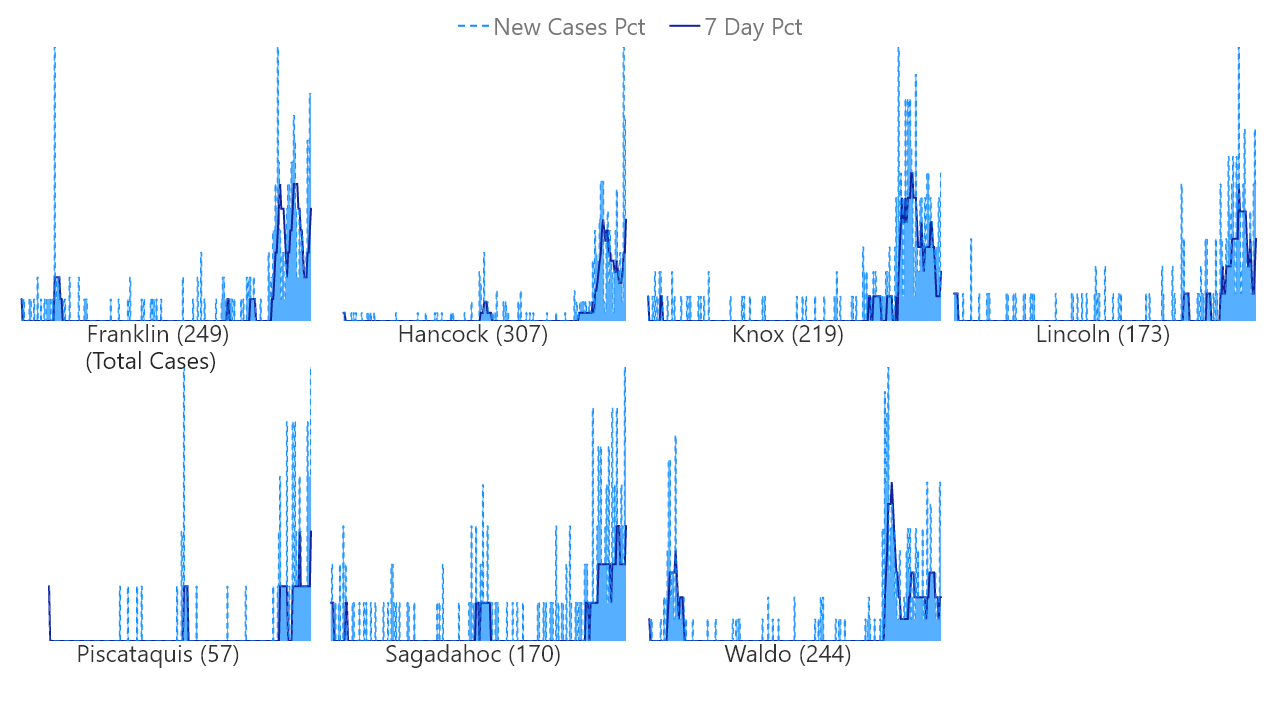 New Cases Pct 7 Day Pct
Franklin (249) Hancock (307) Knox (219) Lincoln (173)
(Total Cases)
Piscataquis (57) Sagadahoc (170) Waldo (244)